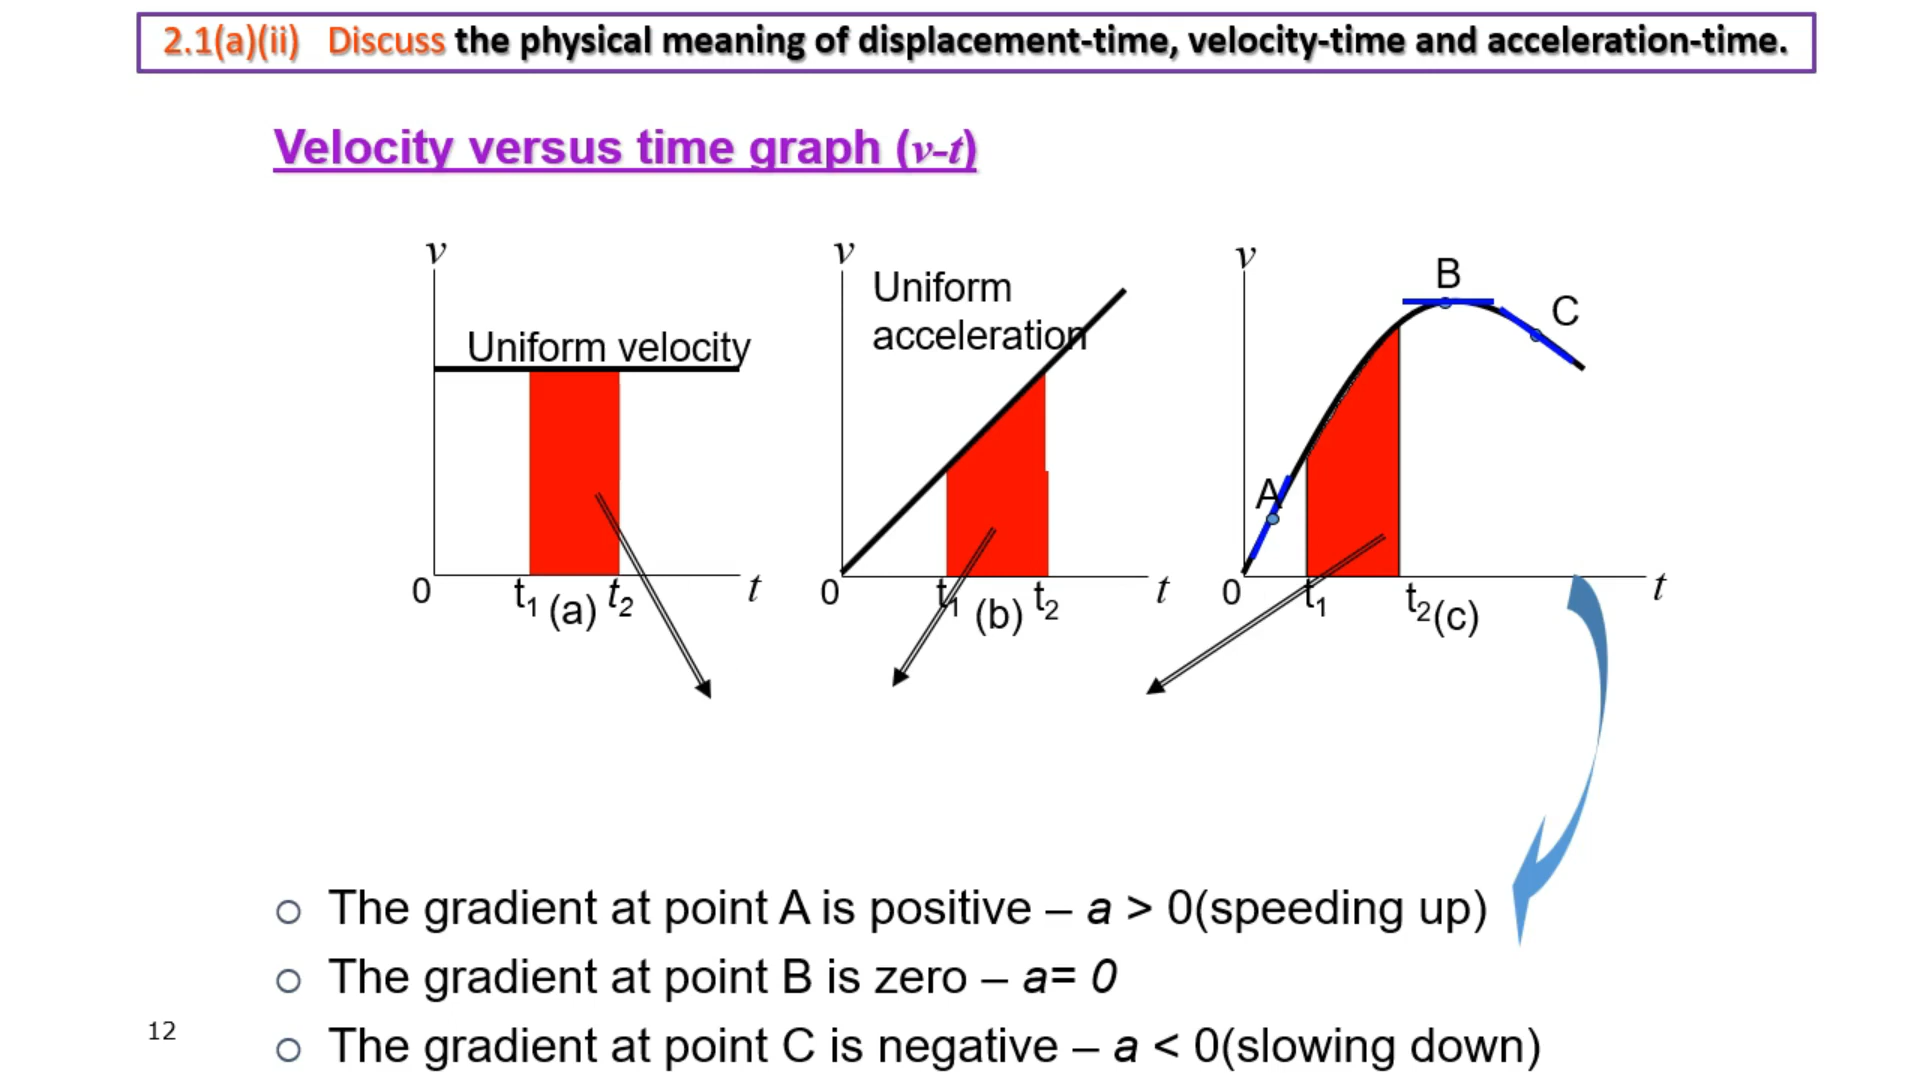 2.1(a)(ii) Discuss the physical meaning of displacement-time, velocity-time and acceleration-time.
Velocity versus time graph (v-t)
v
Uniform velocity
0
t1
(a)
t2
t
v
Uniform
acceleration
0
t1
(b)
t2
t
v
A
B
C
0
t1
t2
(c)
t
○ The gradient at point A is positive – a > 0(speeding up)
○ The gradient at point B is zero – a= 0
○ The gradient at point C is negative – a < 0(slowing down)
12